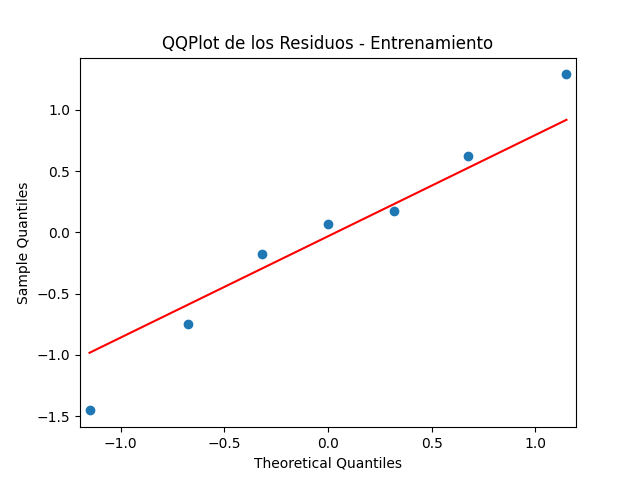 QQPlot de los Residuos - Entrenamiento
1.0
0.5
0.0
−0.5
−1.0
−1.5
Sample Quantiles
−1.0 −0.5 0.0 0.5 1.0
Theoretical Quantiles